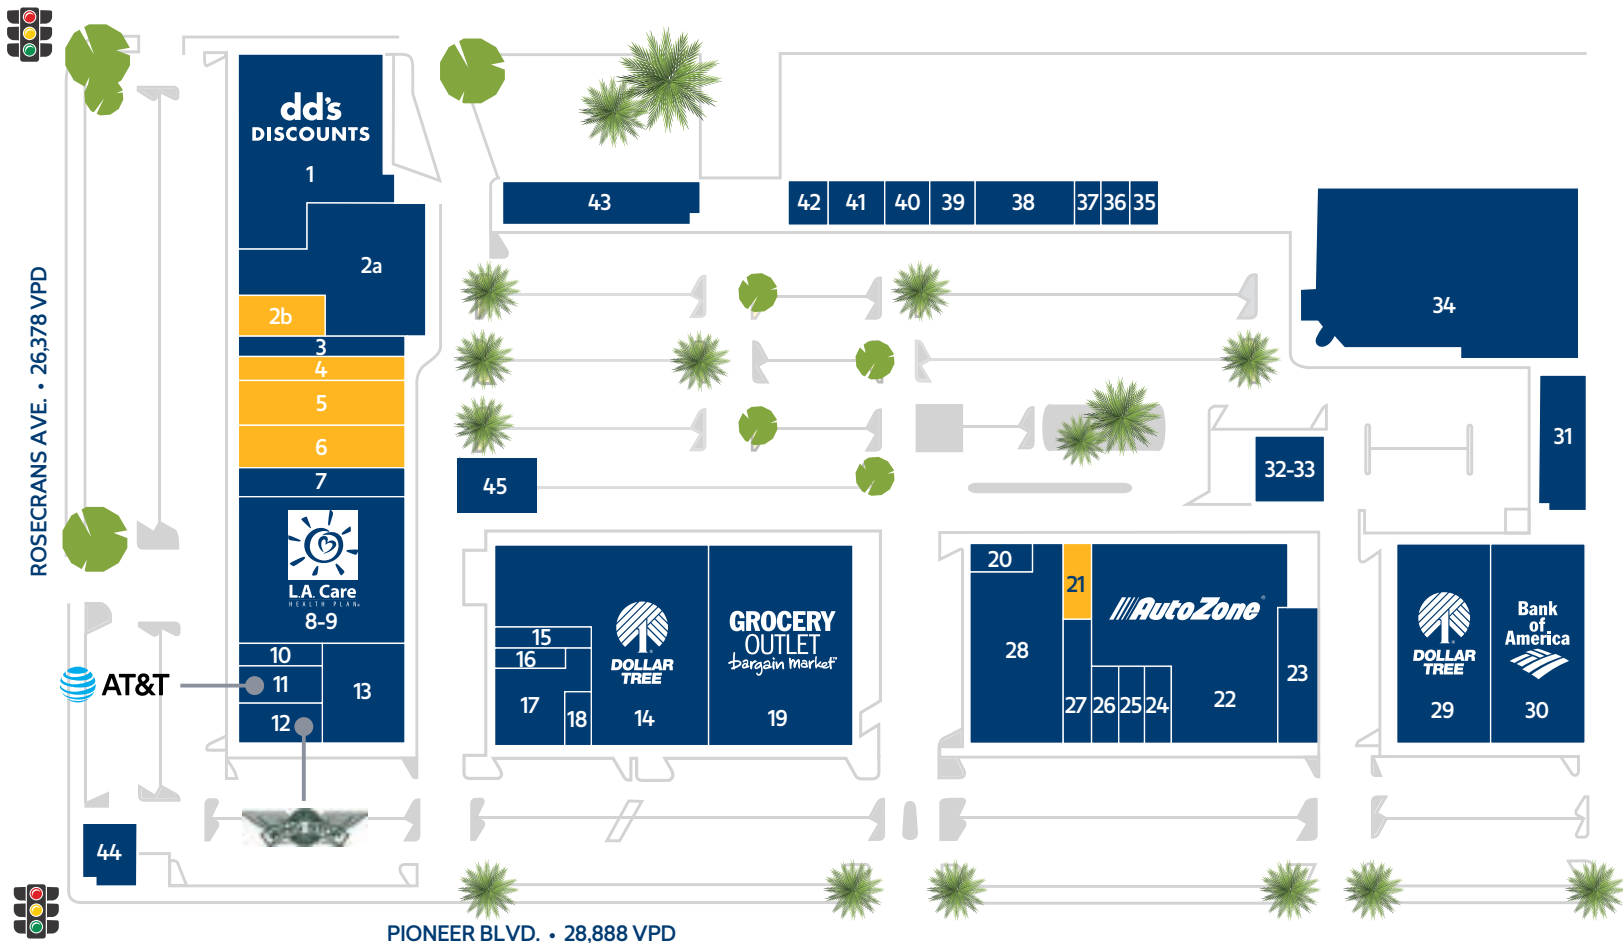 dd's
DISCOUNTS
1
2a
2b
3
4
5
6
7
L.A. Care
HEALTH PLAN®
8-9
10
11
12
13
AT&T
ROSECRANS AVE. • 26,378 VPD
43
42 41 40 39 38 37 36 35
34
31
32-33
45
15
16
17
18
DOLLAR
TREE
14
GROCERY
OUTLET
bargain market
19
20
21
28
27 26 25 24
AutoZone
22
23
DOLLAR
TREE
29
Bank
of
America
30
44
PIONEER BLVD. • 28,888 VPD